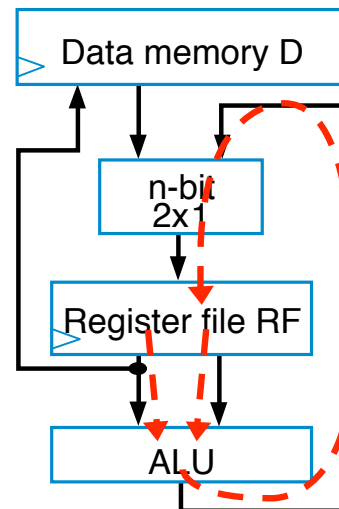 Data memory D
n-bit
2x1
Register file RF
ALU